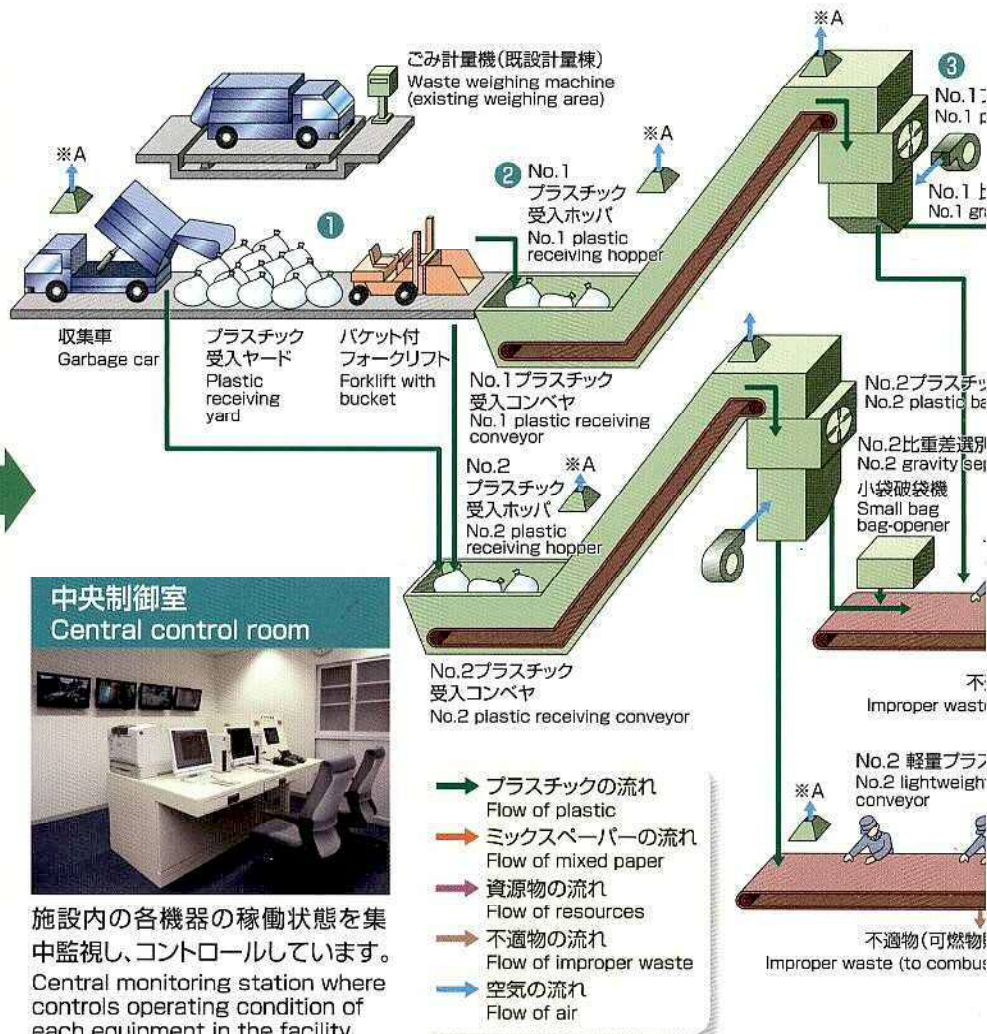 ごみ計量機(既設計量棟)
Waste weighing machine
(existing weighing area)
※A
※A
※A
1
2 No.1
プラスチック
受入ホッパ
No.1 plastic
receiving hopper
3
No.1
No.1
No.1
No.1
収集車
Garbage car
プラスチック
受入ヤード
Plastic
receiving
yard
バケット付
フォークリフト
Forklift with
bucket
No.1プラスチック
受入コンベヤ
No.1 plastic receiving
conveyor
No.2
プラスチック
受入ホッパ
No.2 plastic
receiving hopper
※A
No.2プラスチッ
No.2 plastic
No.2比重差選別
No.2 gravity
小袋破袋機
Small bag
bag-opener
No.2プラスチック
受入コンベヤ
No.2 plastic receiving conveyor
不
Improper waste
No.2 軽量プラス
No.2 lightweight
conveyor
※A
不適物(可燃物
Improper waste (to
中央制御室
Central control room
施設内の各機器の稼働状態を集
中監視し、コントロールしています。
Central monitoring station where
controls operating condition of
each equipment in the facility
プラスチックの流れ
Flow of plastic
ミックスペーパーの流れ
Flow of mixed paper
資源物の流れ
Flow of resources
不適物の流れ
Flow of improper waste
空気の流れ
Flow of air